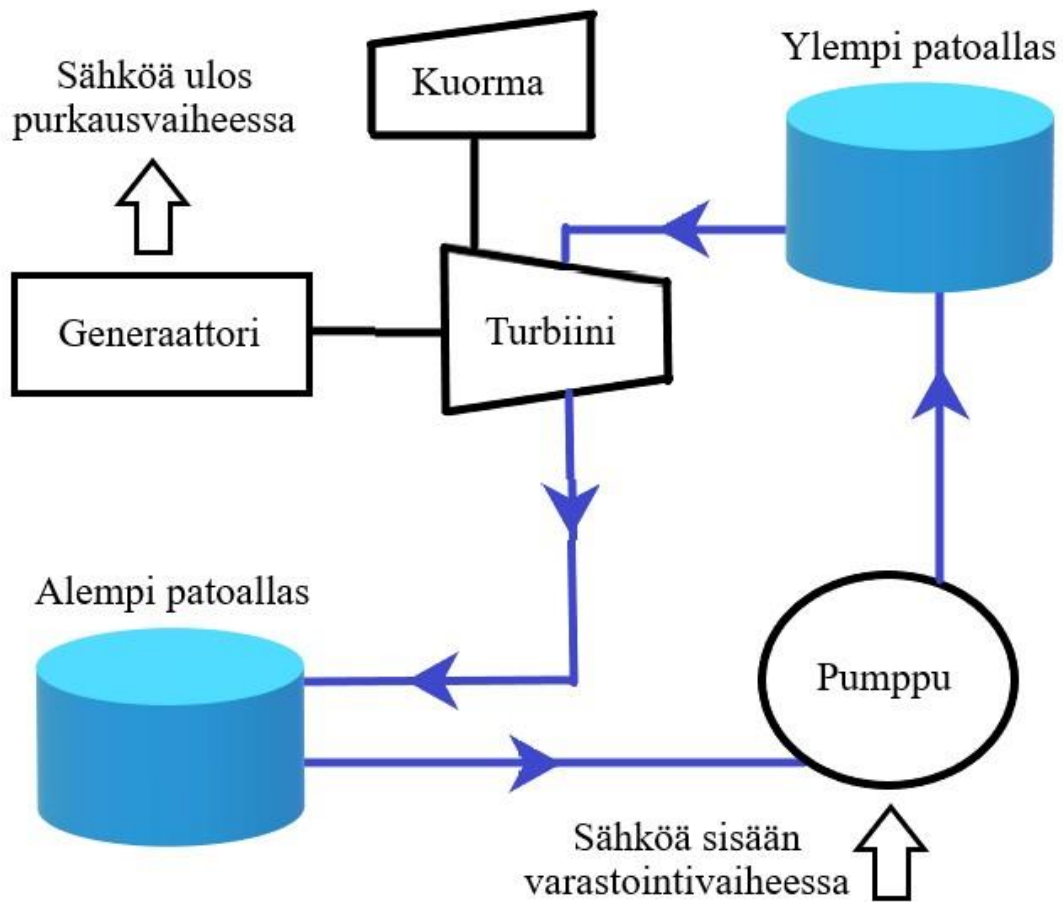 Sähköä ulos
purkausvaiheessa
Kuorma
Ylempi patoallas
Generaattori
Turbiini
Alempi patoallas
Pumppu
Sähköä sisään
varastointivaiheessa